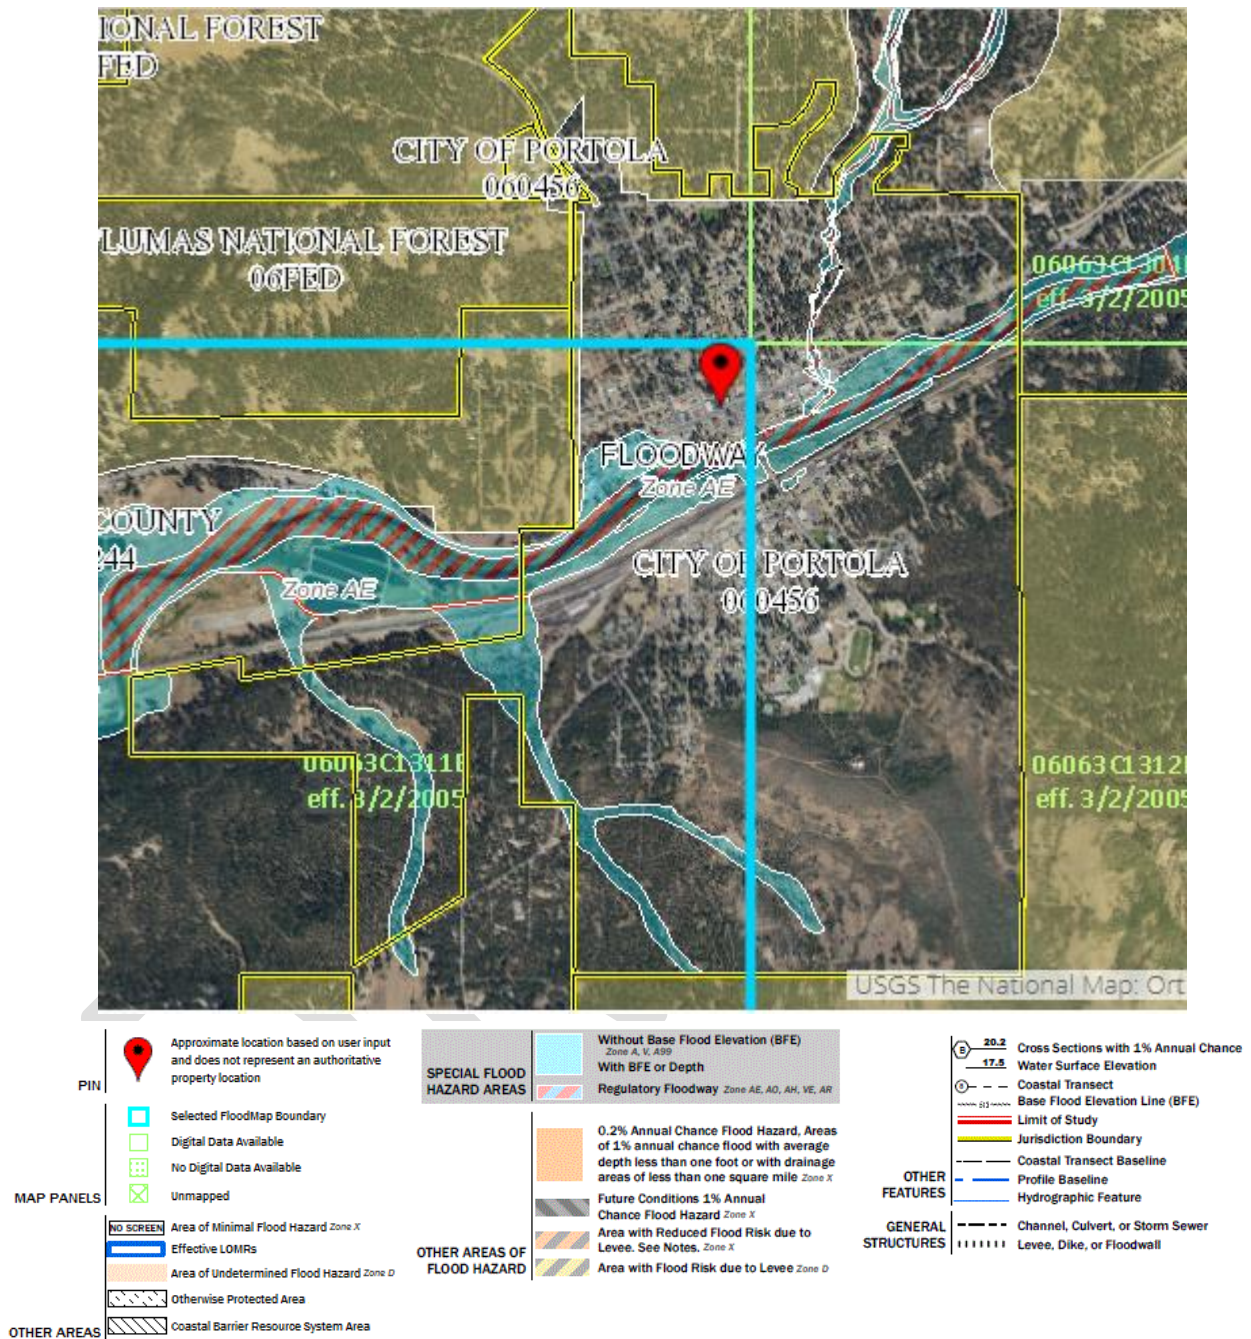 IONAL FOREST
FED
CITY OF PORTOLA
060456
LUMAS NATIONAL FOREST
06FED
06063C1301
eff. 3/2/2005
FLOODWAY
Zone AE
COUNTY
244
Zone AE
CITY OF PORTOLA
060456
06063C1311E
eff. 3/2/2005
06063C1312
eff. 3/2/2005
USGS The National Map: Ort
PIN
Approximate location based on user input
and does not represent an authoritative
property location
MAP PANELS
Selected FloodMap Boundary
Digital Data Available
No Digital Data Available
Unmapped
OTHER AREAS
NO SCREEN Area of Minimal Flood Hazard Zone X
Effective LOMRs
Area of Undetermined Flood Hazard Zone D
Otherwise Protected Area
Coastal Barrier Resource System Area
SPECIAL FLOOD
HAZARD AREAS
Without Base Flood Elevation (BFE)
Zone A, V, A99
With BFE or Depth
Regulatory Floodway Zone AE, AO, AH, VE, AR
OTHER AREAS OF
FLOOD HAZARD
0.2% Annual Chance Flood Hazard, Areas
of 1% annual chance flood with average
depth less than one foot or with drainage
areas of less than one square mile Zone X
Future Conditions 1% Annual
Chance Flood Hazard Zone X
Area with Reduced Flood Risk due to
Levee. See Notes. Zone X
Area with Flood Risk due to Levee Zone D
OTHER
FEATURES
B 20.2 Cross Sections with 1% Annual Chance
17.5 Water Surface Elevation
8 Coastal Transect
513 Base Flood Elevation Line (BFE)
Limit of Study
Jurisdiction Boundary
Coastal Transect Baseline
Profile Baseline
Hydrographic Feature
GENERAL
STRUCTURES
Channel, Culvert, or Storm Sewer
Levee, Dike, or Floodwall